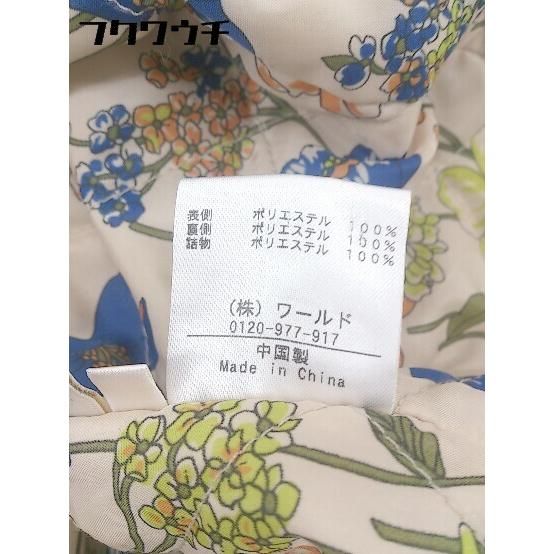 フクワウチ
表側 ポリエステル 100%
裏側 ポリエステル 100%
詰物 ポリエステル 100%
(株) ワールド
0120-977-917
中国製
Made in China